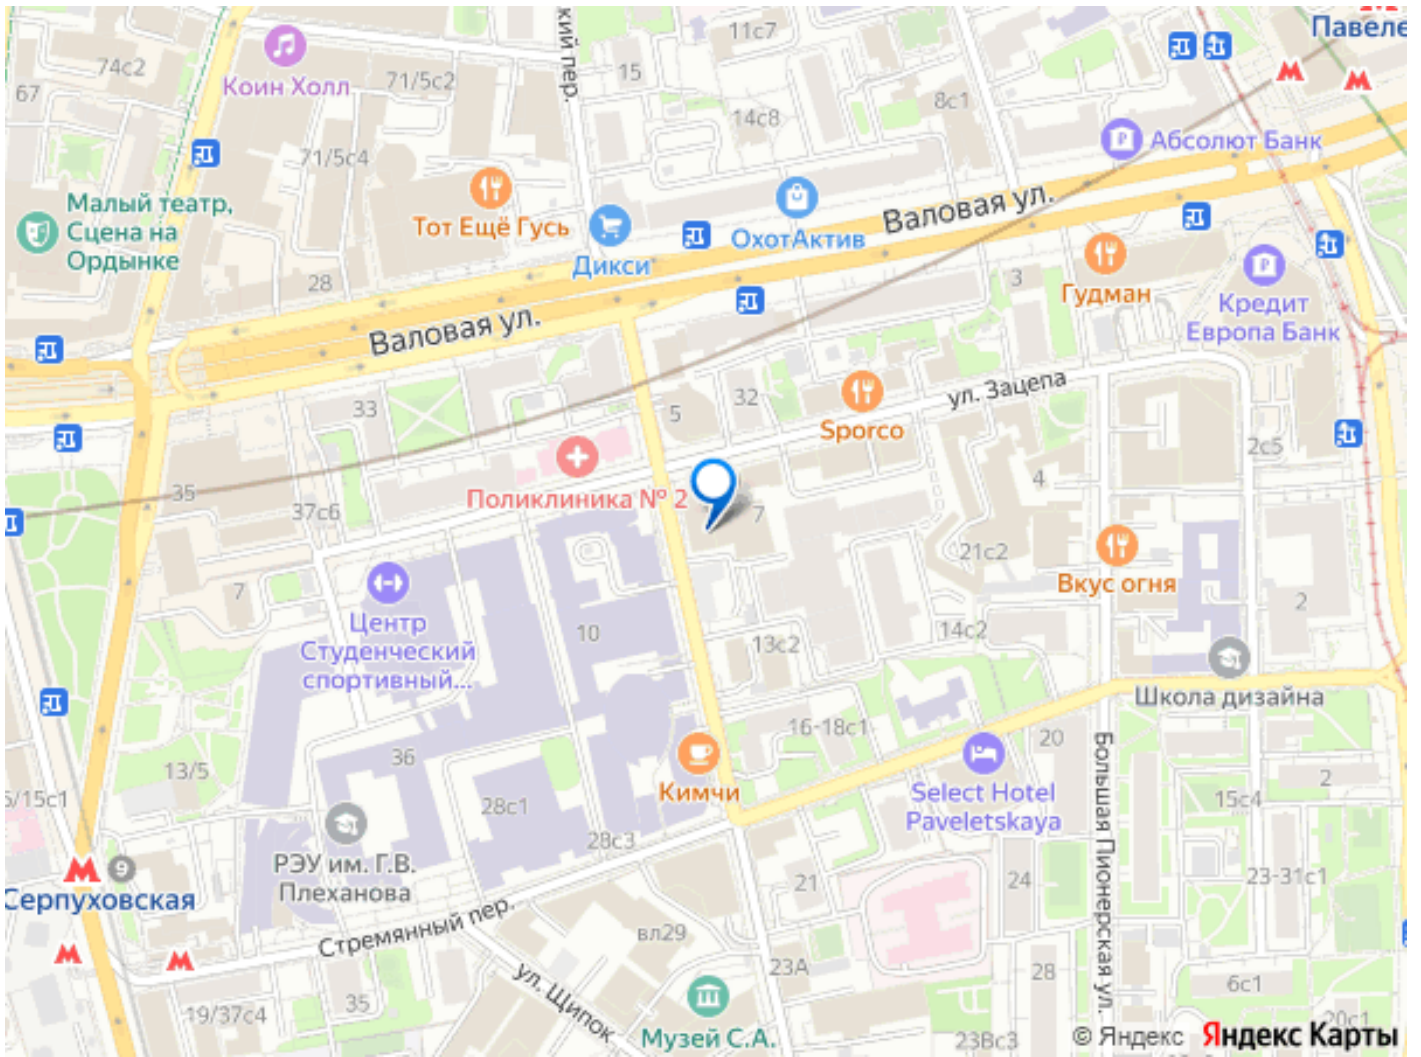 Павеле
кий пер.
11с7
74с2
67
Коин Холл
71/5с2
15
8с1
14с8
Абсолют Банк
71/5с4
Малый театр,
Сцена на
Ордынке
Тот Ещё Гусь
Дикси
ОхотАктив
Валовая ул.
28
3
Гудман
Кредит
Европа Банк
Валовая ул.
33
5
32
Sporco
ул. Зацепа
2с5
35
37с6
Поликлиника № 2
7
4
21с2
Вкус огня
7
Центр
Студенческий
спортивный...
10
13с2
14с2
2
Школа дизайна
16-18с1
20
36
13/5
Кимчи
Select Hotel
Paveletskaya
Большая Пионерская ул.
15с4
2
5/15с1
28с1
28с3
РЭУ им. Г.В.
Плеханова
9
Серпуховская
21
24
23-31с1
Стремянный пер.
вл29
ул. Щипок
23А
28
6с1
19/37с4
35
Музей С.А.
23Вс3
20с1
© Яндекс Яндекс Карты